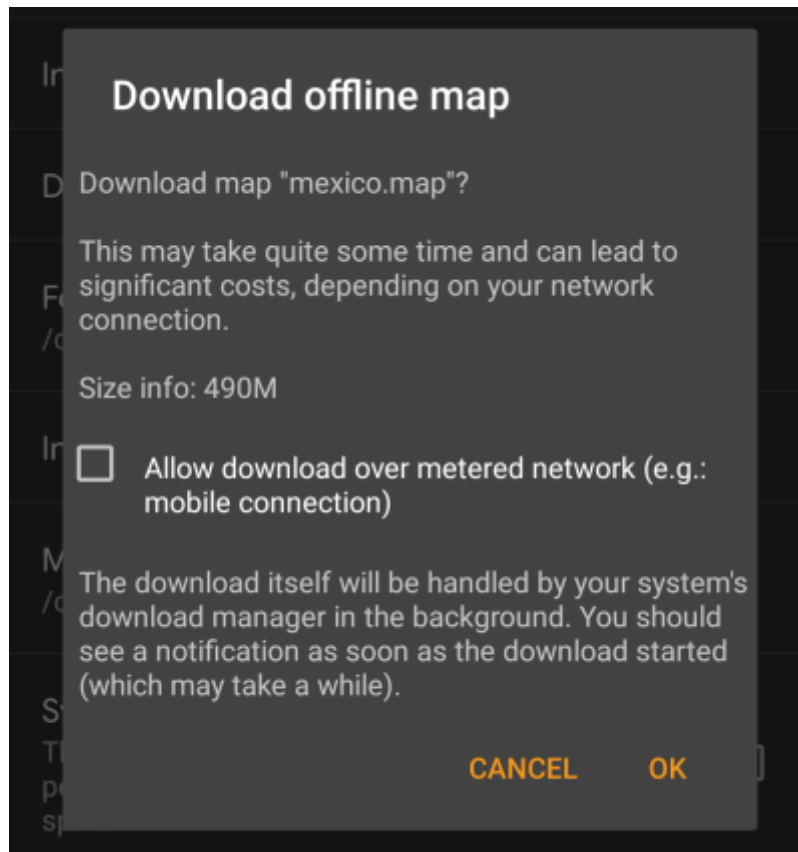 Download offline map
Download map "mexico.map"?
This may take quite some time and can lead to
significant costs, depending on your network
connection.
Size info: 490M
Allow download over metered network (e.g.:
mobile connection)
The download itself will be handled by your system's
download manager in the background. You should
see a notification as soon as the download started
(which may take a while).
CANCEL OK